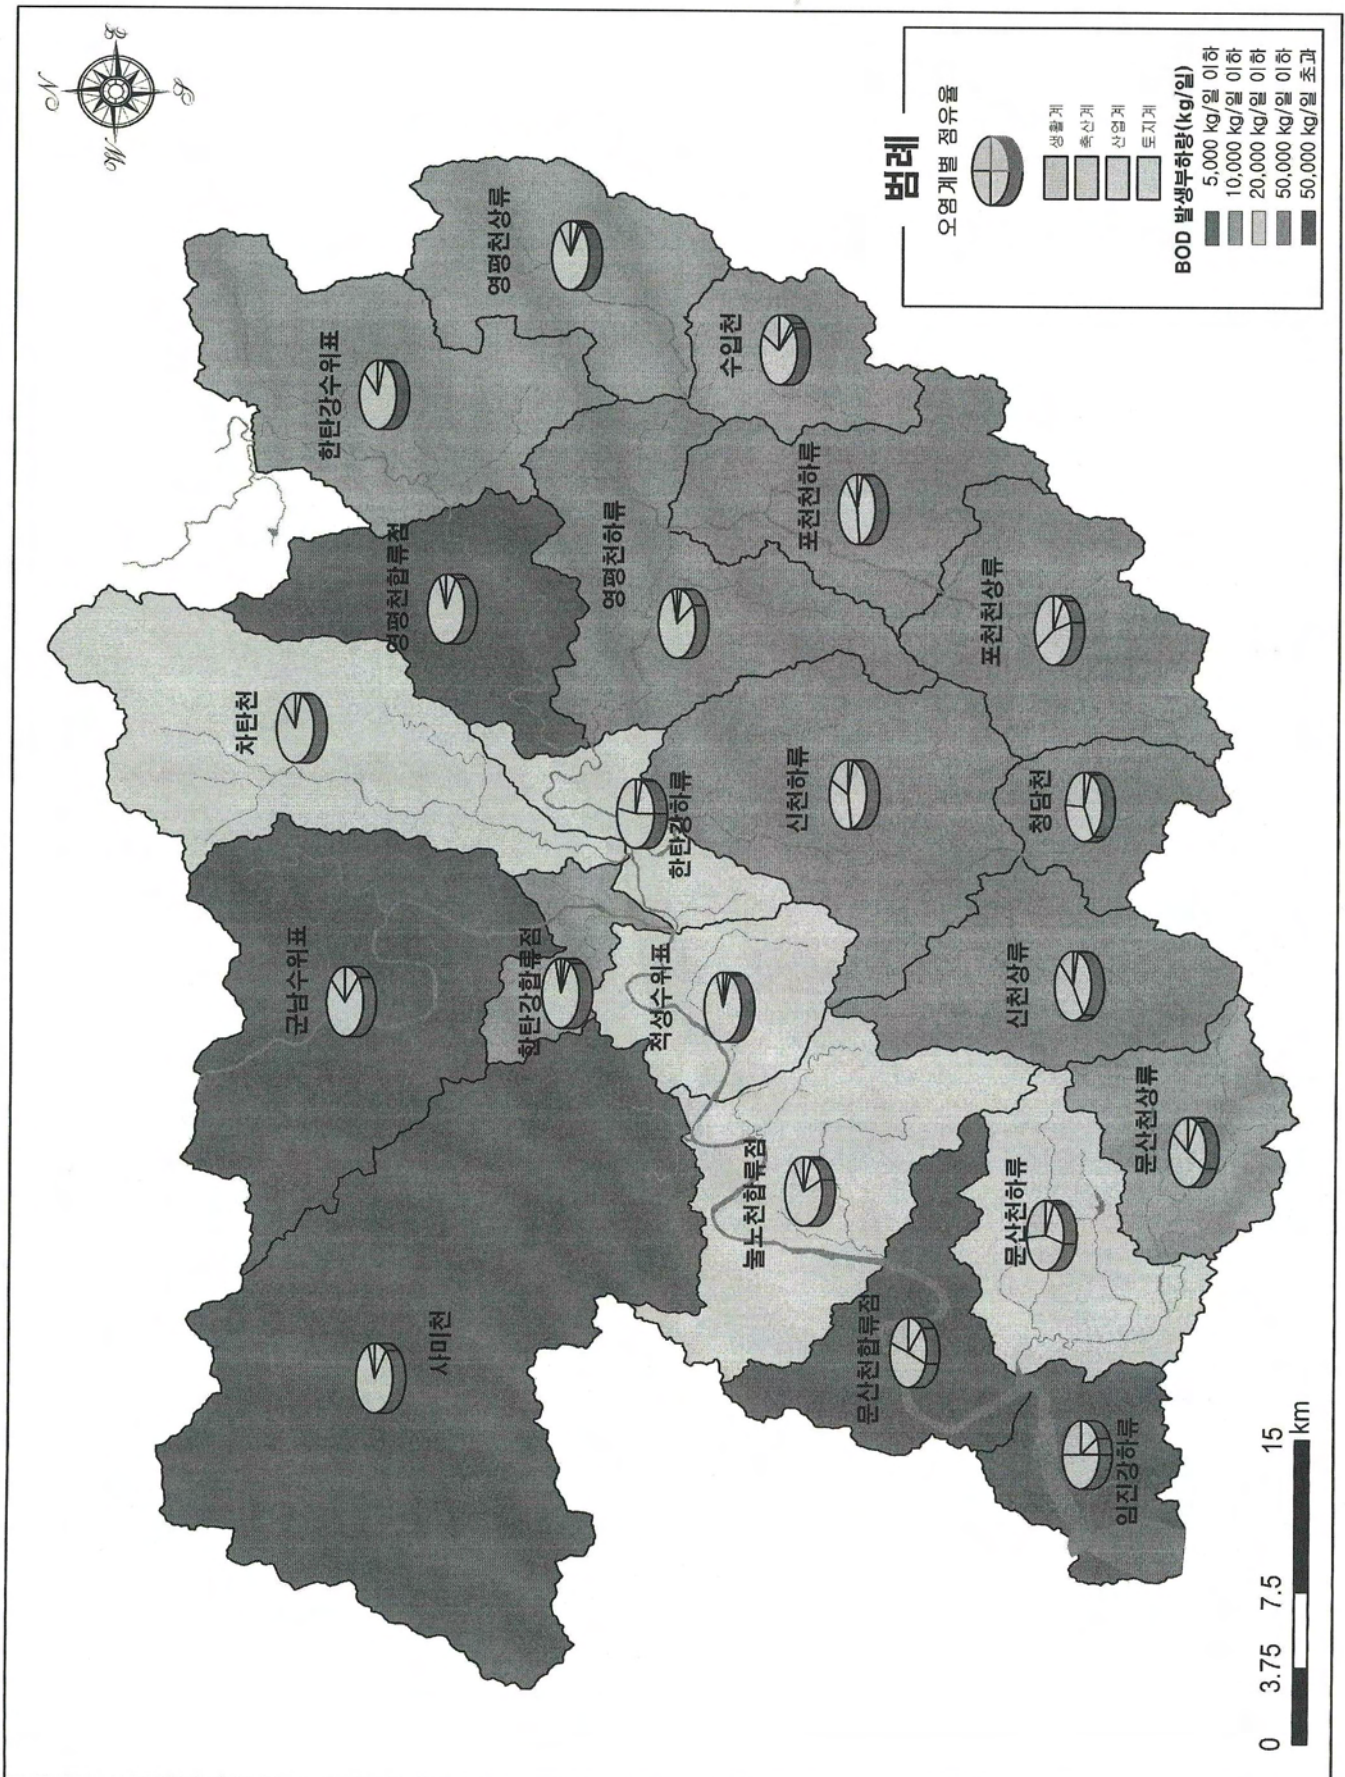 영평천상류
한탄강수위표
수입천
영평천합류점
영평천하류
포천천하류
포천천상류
차탄천
한탄강하류
신천하류
청담천
군남수위표
한탄강합류점
적성수위표
신천상류
눌노천합류점
문산천상류
문산천하류
사미천
문산천합류점
임진강하류
범례
오염계별 점유율
생활계
축산계
산업계
토지계
BOD 발생부하량(kg/일)
5,000 kg/일 이하
10,000 kg/일 이하
20,000 kg/일 이하
50,000 kg/일 이하
50,000 kg/일 초과
0 3.75 7.5 15
km